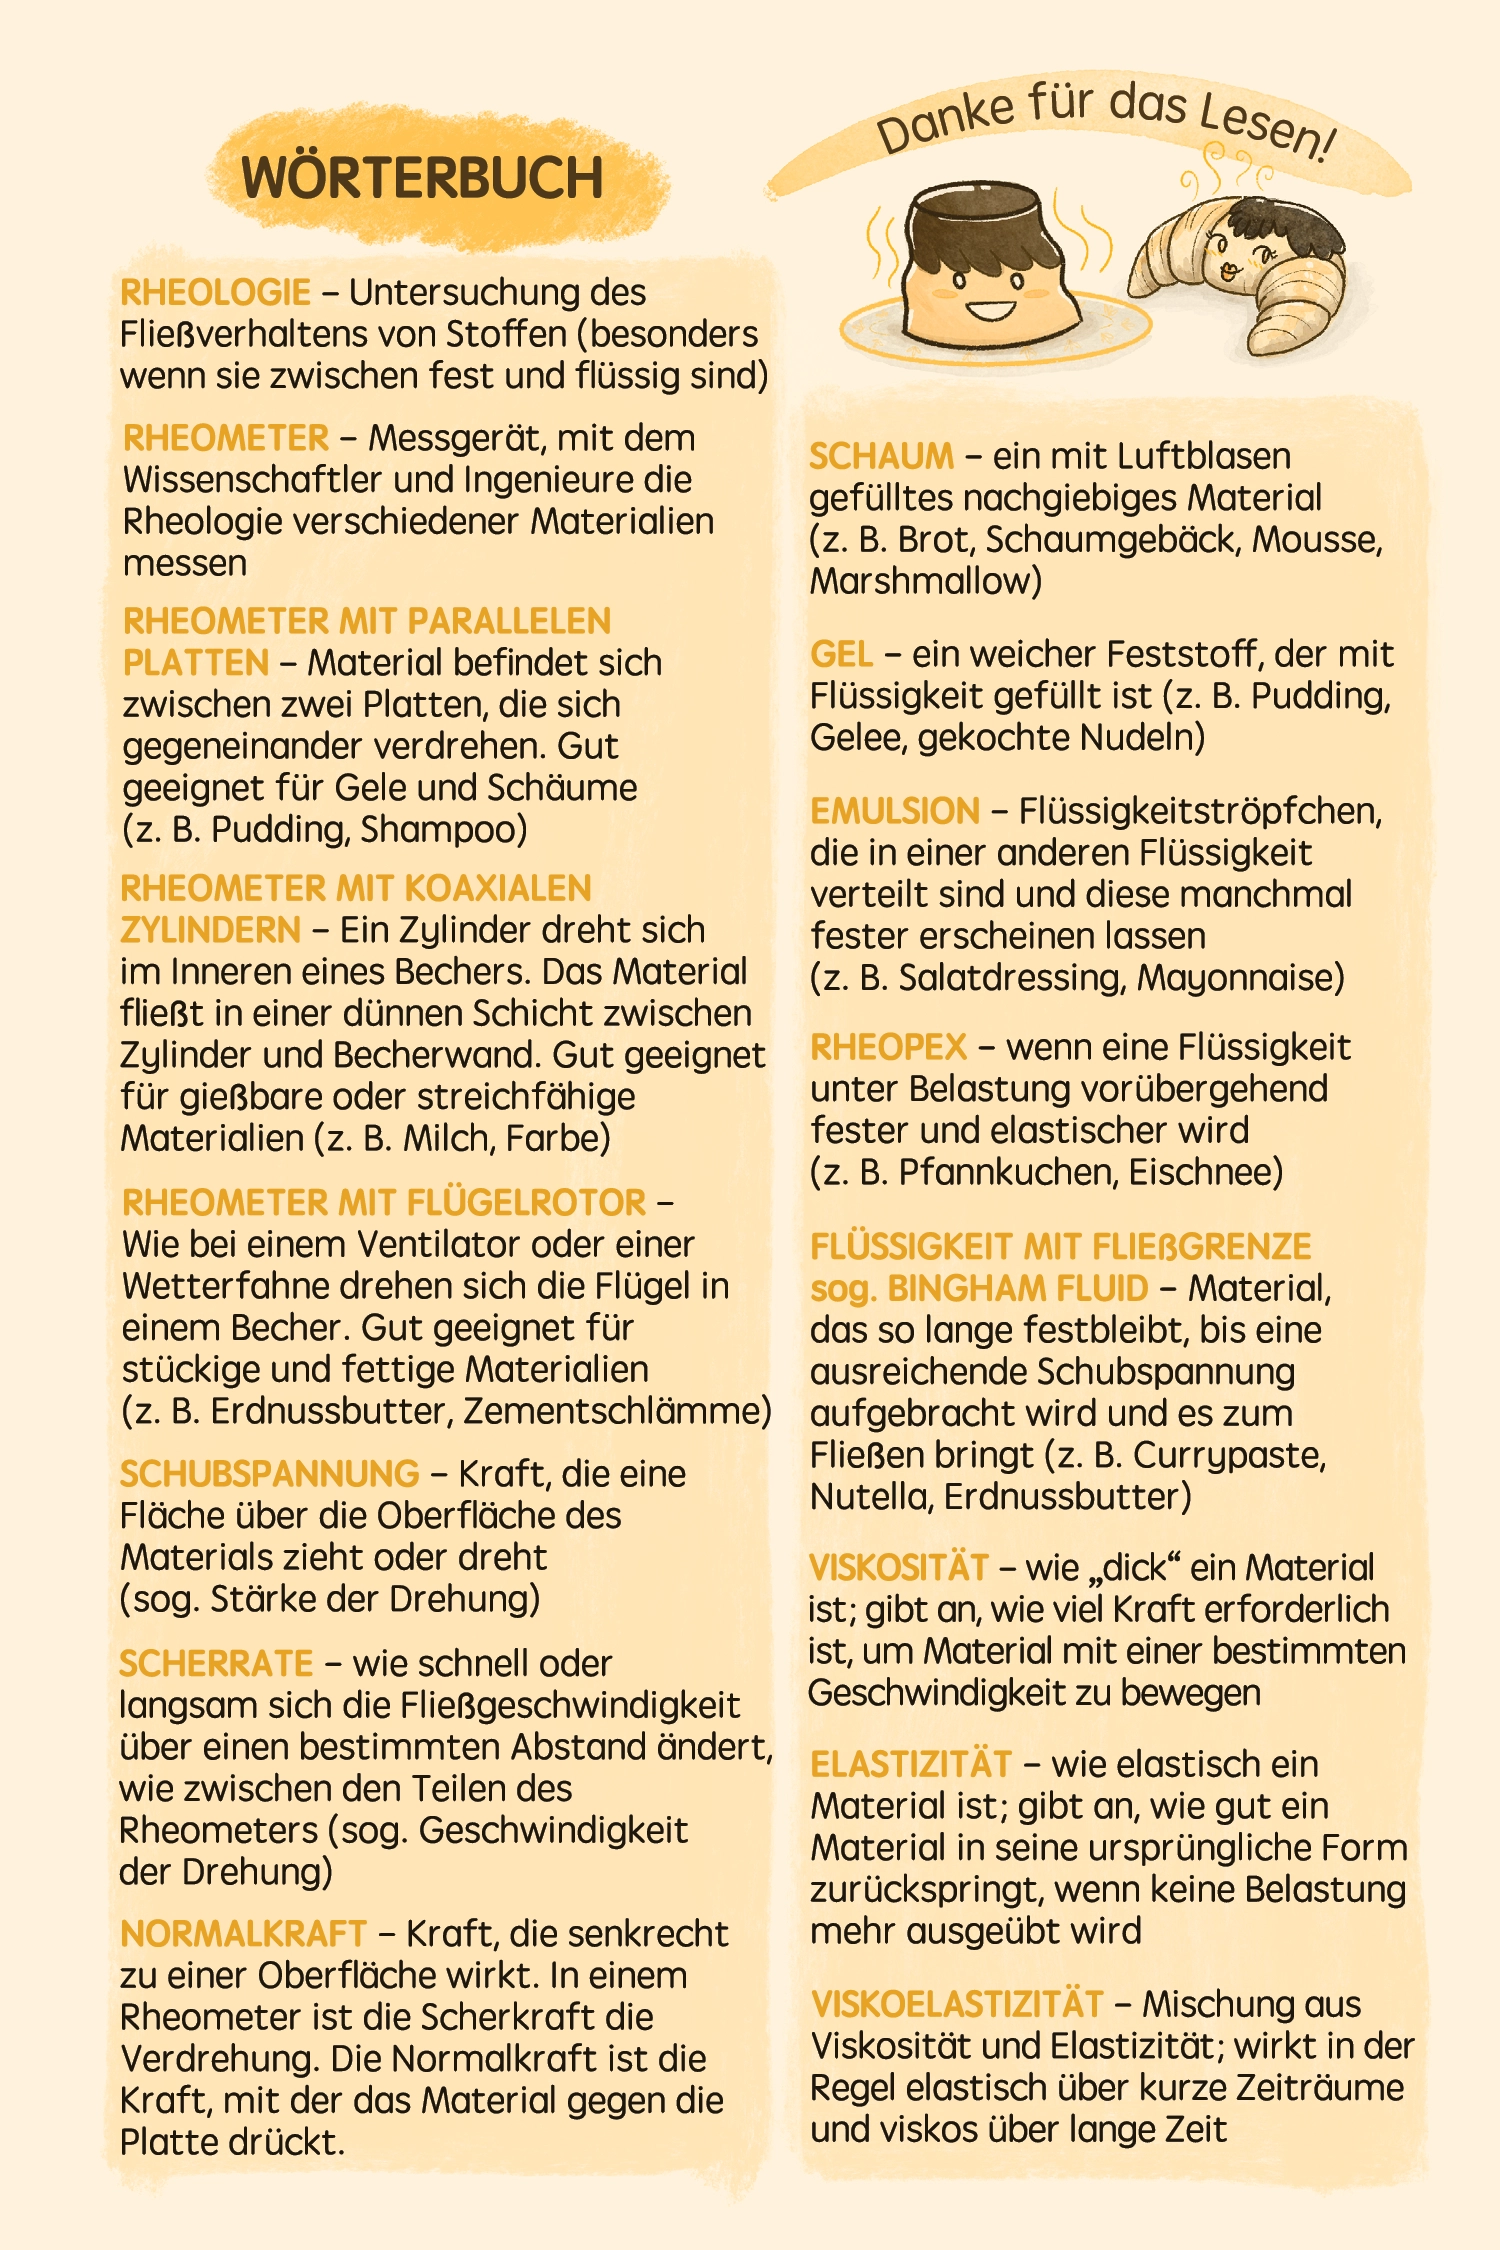 WÖRTERBUCH
RHEOLOGIE – Untersuchung des
Fließverhaltens von Stoffen (besonders
wenn sie zwischen fest und flüssig sind)
RHEOMETER – Messgerät, mit dem
Wissenschaftler und Ingenieure die
Rheologie verschiedener Materialien
messen
RHEOMETER MIT PARALLELEN
PLATTEN – Material befindet sich
zwischen zwei Platten, die sich
gegeneinander verdrehen. Gut
geeignet für Gele und Schäume
(z. B. Pudding, Shampoo)
RHEOMETER MIT KOAXIALEN
ZYLINDERN – Ein Zylinder dreht sich
im Inneren eines Bechers. Das Material
fließt in einer dünnen Schicht zwischen
Zylinder und Becherwand. Gut geeignet
für gießbare oder streichfähige
Materialien (z. B. Milch, Farbe)
RHEOMETER MIT FLÜGELROTOR –
Wie bei einem Ventilator oder einer
Wetterfahne drehen sich die Flügel in
einem Becher. Gut geeignet für
stückige und fettige Materialien
(z. B. Erdnussbutter, Zementschlämme)
SCHUBSPANNUNG – Kraft, die eine
Fläche über die Oberfläche des
Materials zieht oder dreht
(sog. Stärke der Drehung)
SCHERRATE – wie schnell oder
langsam sich die Fließgeschwindigkeit
über einen bestimmten Abstand ändert,
wie zwischen den Teilen des
Rheometers (sog. Geschwindigkeit
der Drehung)
NORMALKRAFT – Kraft, die senkrecht
zu einer Oberfläche wirkt. In einem
Rheometer ist die Scherkraft die
Verdrehung. Die Normalkraft ist die
Kraft, mit der das Material gegen die
Platte drückt.
Danke für das Lesen!
SCHAUM – ein mit Luftblasen
gefülltes nachgiebiges Material
(z. B. Brot, Schaumgebäck, Mousse,
Marshmallow)
GEL – ein weicher Feststoff, der mit
Flüssigkeit gefüllt ist (z. B. Pudding,
Gelee, gekochte Nudeln)
EMULSION – Flüssigkeitströpfchen,
die in einer anderen Flüssigkeit
verteilt sind und diese manchmal
fester erscheinen lassen
(z. B. Salatdressing, Mayonnaise)
RHEOPEX – wenn eine Flüssigkeit
unter Belastung vorübergehend
fester und elastischer wird
(z. B. Pfannkuchen, Eischnee)
FLÜSSIGKEIT MIT FLIEßGRENZE
sog. BINGHAM FLUID – Material,
das so lange festbleibt, bis eine
ausreichende Schubspannung
aufgebracht wird und es zum
Fließen bringt (z. B. Currypaste,
Nutella, Erdnussbutter)
VISKOSITÄT – wie „dick“ ein Material
ist; gibt an, wie viel Kraft erforderlich
ist, um Material mit einer bestimmten
Geschwindigkeit zu bewegen
ELASTIZITÄT – wie elastisch ein
Material ist; gibt an, wie gut ein
Material in seine ursprüngliche Form
zurückspringt, wenn keine Belastung
mehr ausgeübt wird
VISKOELASTIZITÄT – Mischung aus
Viskosität und Elastizität; wirkt in der
Regel elastisch über kurze Zeiträume
und viskos über lange Zeit